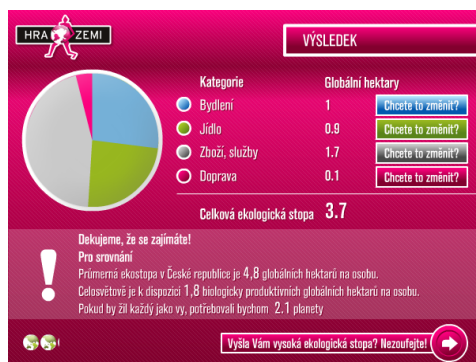 HRA O ZEMI
VÝSLEDEK
Kategorie Globální hektary
Bydlení 1 Chcete to změnit?
Jídlo 0.9 Chcete to změnit?
Zboží, služby 1.7 Chcete to změnit?
Doprava 0.1 Chcete to změnit?
Celková ekologická stopa 3.7
Dekujeme, že se zajímáte!
Pro srovnání
Průmerná ekostopa v České republice je 4,8 globálních hektarů na osobu.
Celosvětově je k dispozici 1,8 biologicky produktivních globálních hektarů na osobu.
Pokud by žil každý jako vy, potřebovali bychom 2.1 planety
Vyšla Vám vysoká ekologická stopa? Nezoufejte!